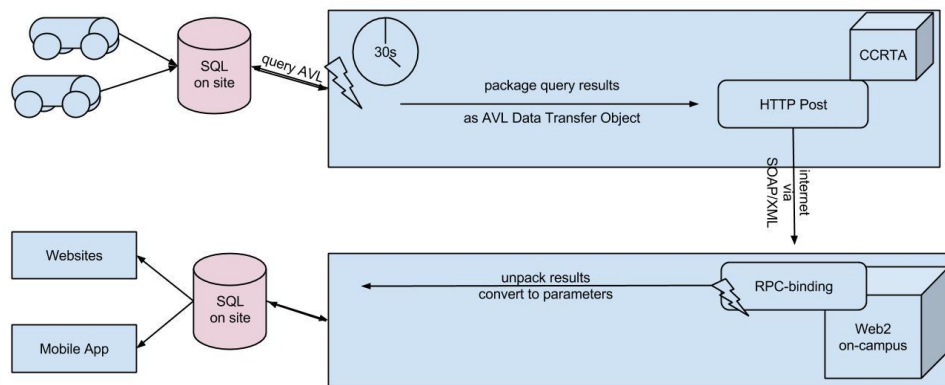 SQL
on site
query AVL
30s
package query results
as AVL Data Transfer Object
CCRTA
HTTP Post
internet
via
SOAP/XML
Websites
Mobile App
SQL
on site
unpack results
convert to parameters
RPC-binding
Web2
on-campus